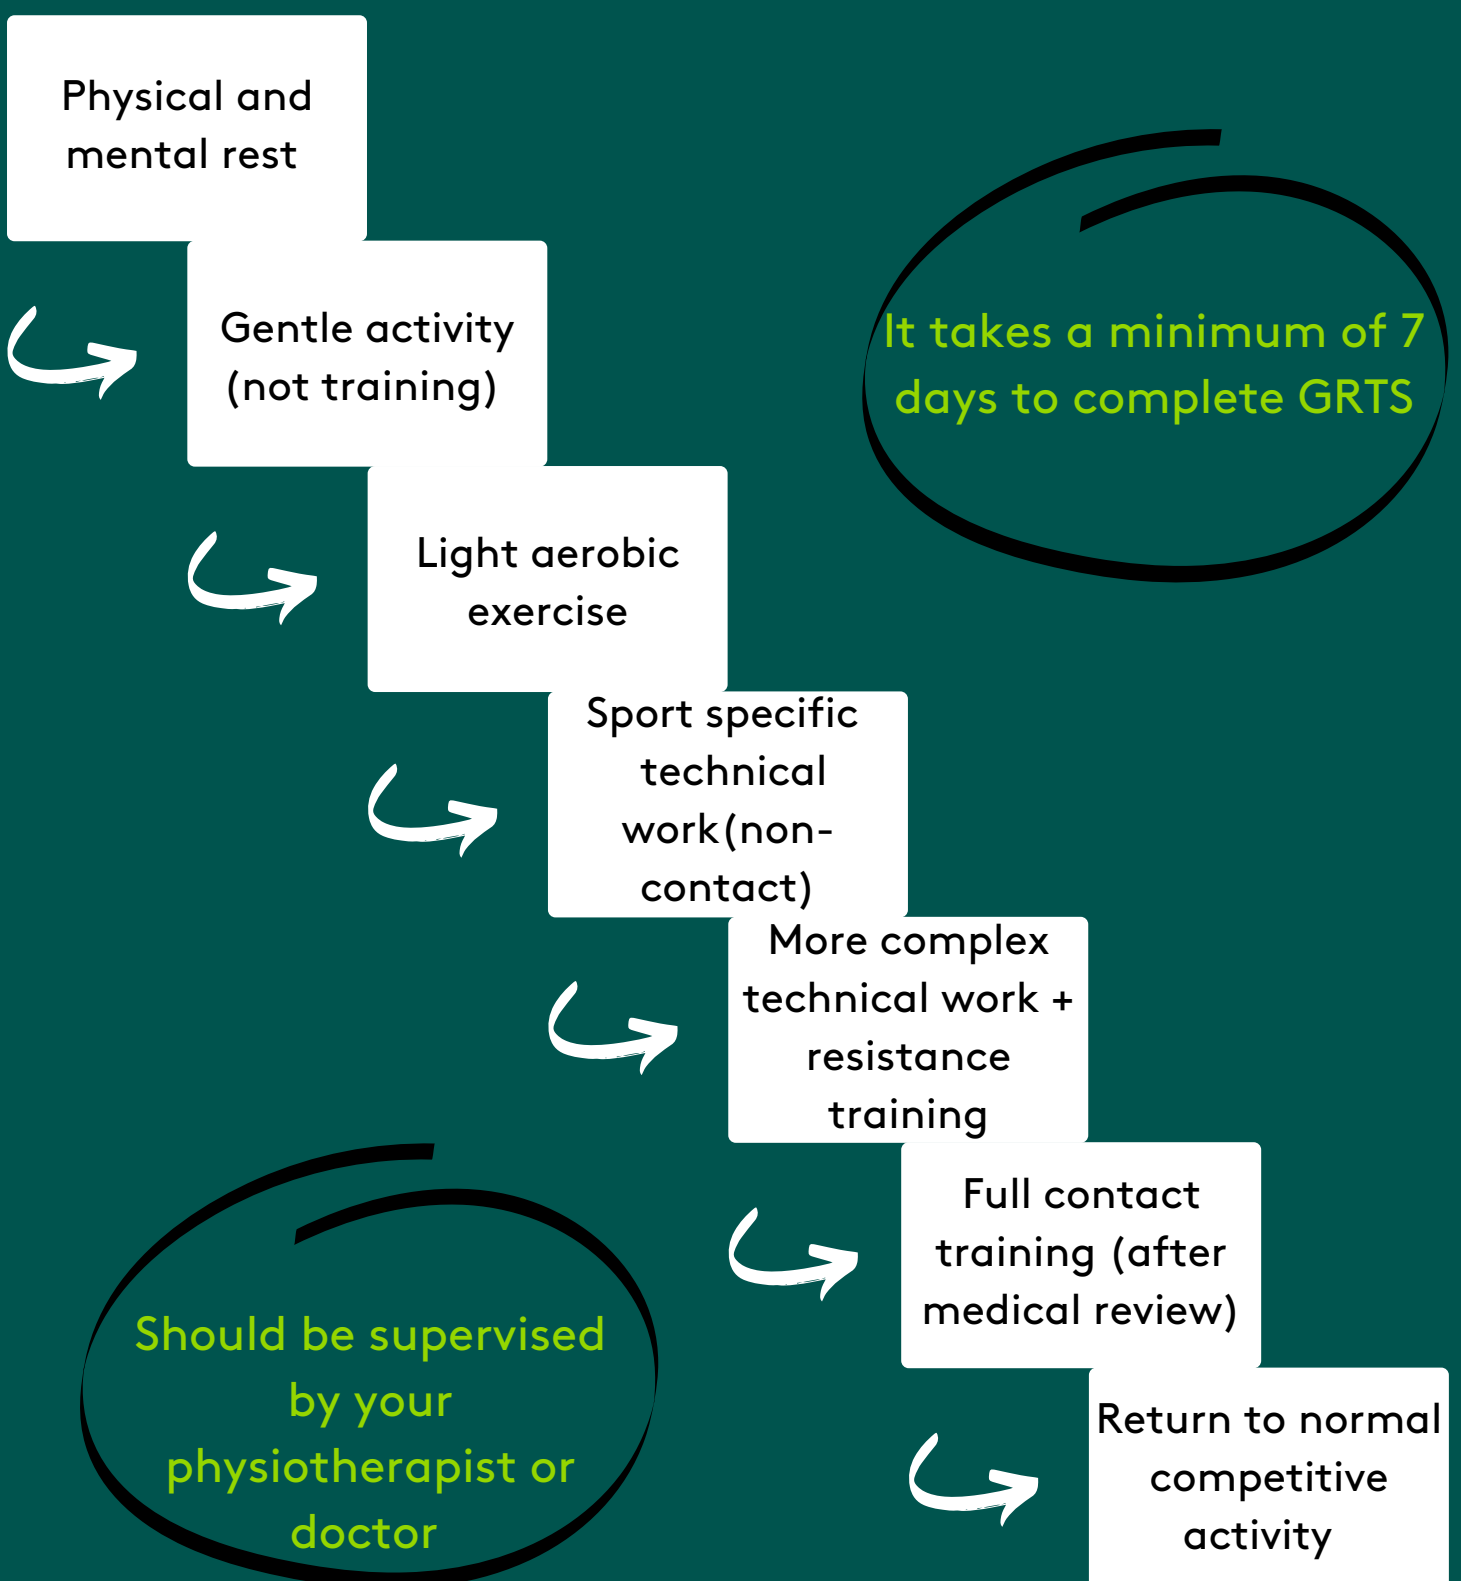 Physical and
mental rest
Gentle activity
(not training)
It takes a minimum of 7
days to complete GRTS
Light aerobic
exercise
Sport specific
technical
work(non-
contact)
More complex
technical work +
resistance
training
Full contact
training (after
medical review)
Should be supervised
by your
physiotherapist or
doctor
Return to normal
competitive
activity